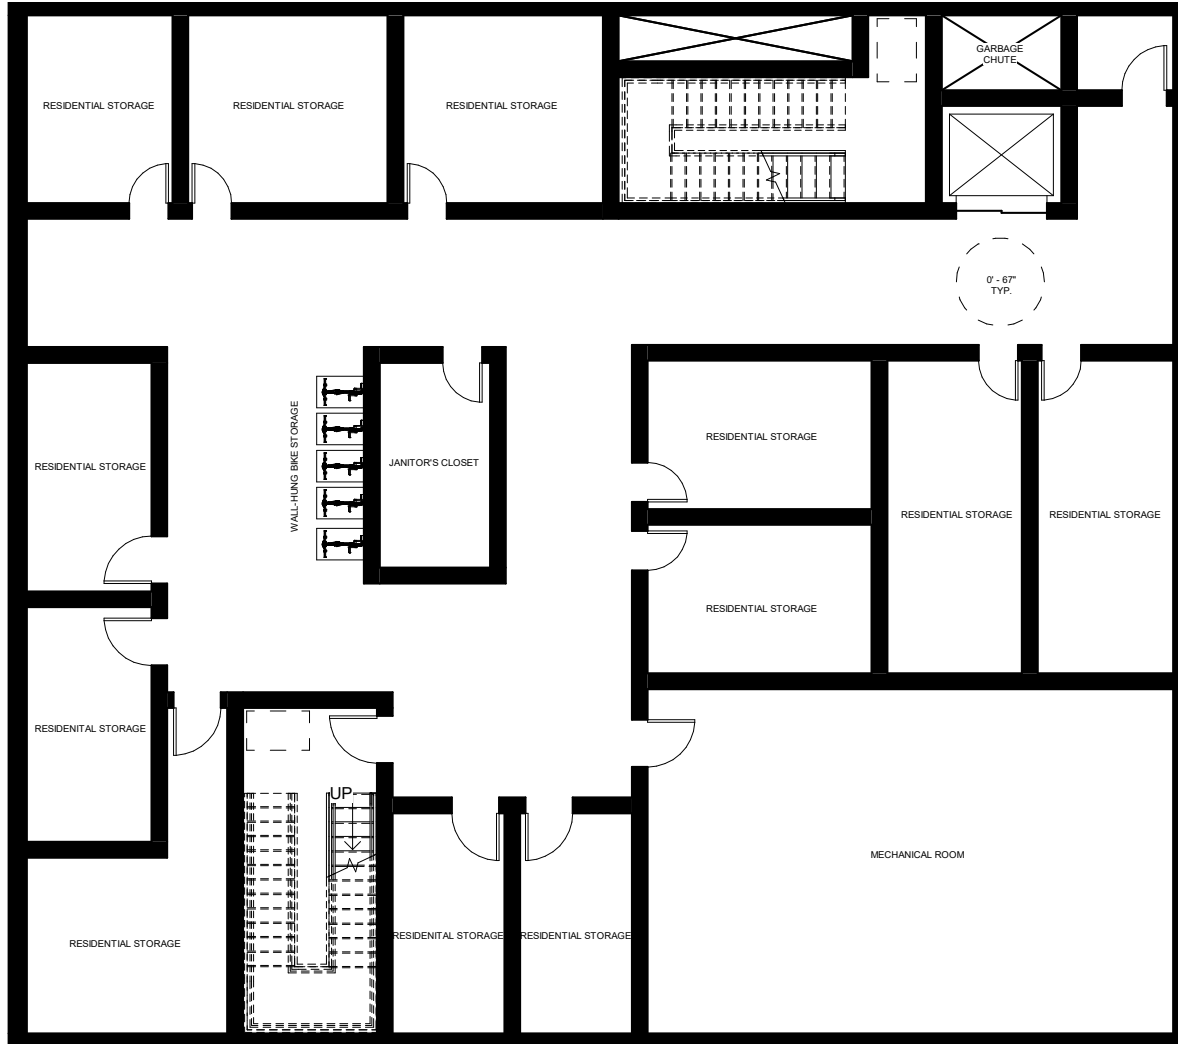 GARBAGE
CHUTE
RESIDENTIAL STORAGE
RESIDENTIAL STORAGE
RESIDENTIAL STORAGE
0' - 67"
TYP.
WALL-HUNG BIKE STORAGE
RESIDENTIAL STORAGE
JANITOR'S CLOSET
RESIDENTIAL STORAGE
RESIDENTIAL STORAGE
RESIDENTIAL STORAGE
RESIDENTIAL STORAGE
RESIDENITAL STORAGE
UP
MECHANICAL ROOM
RESIDENTIAL STORAGE
RESIDENITAL STORAGE
RESIDENTIAL STORAGE